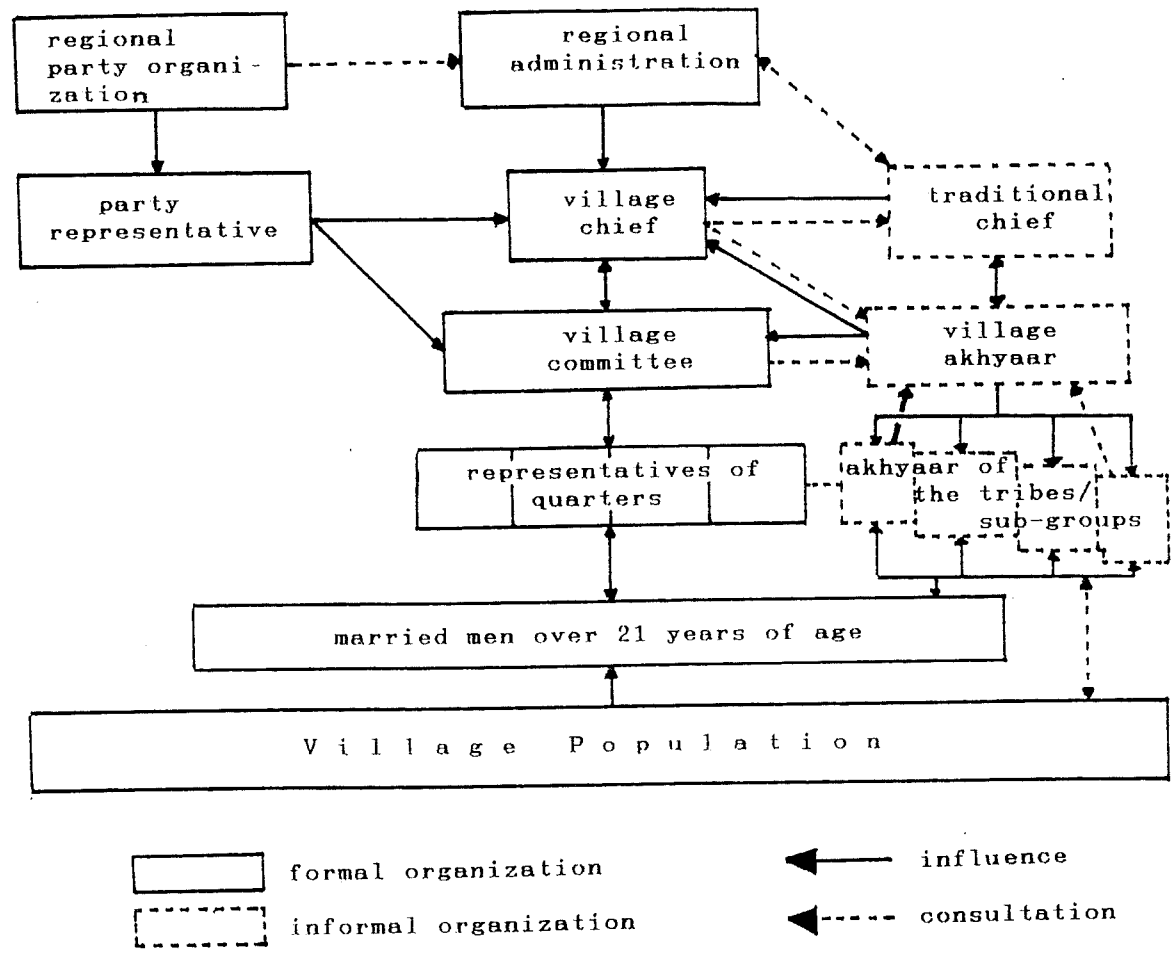 regional
party organi-
zation
regional
administration
party
representative
village
chief
traditional
chief
village
committee
village
akhyaar
representatives of
quarters
akhyaar of
the tribes/
sub-groups
married men over 21 years of age
Village Population
formal organization
informal organization
influence
consultation